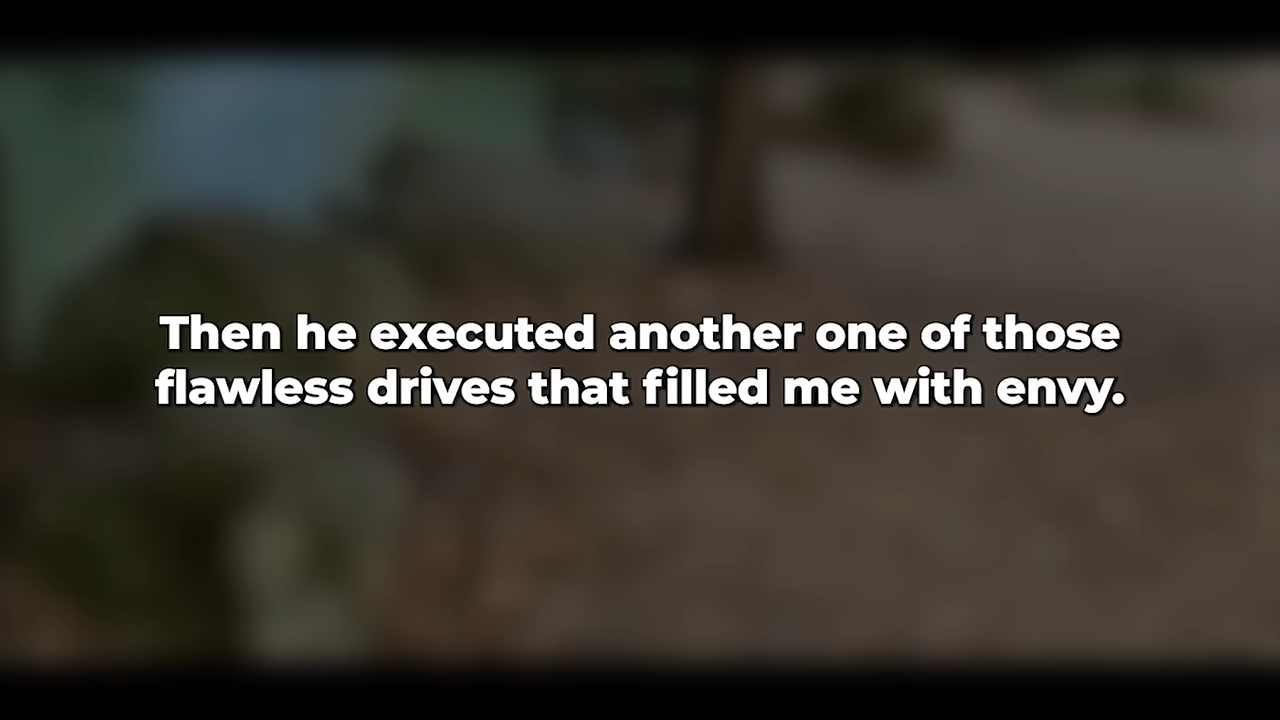 Then he executed another one of those
flawless drives that filled me with envy.